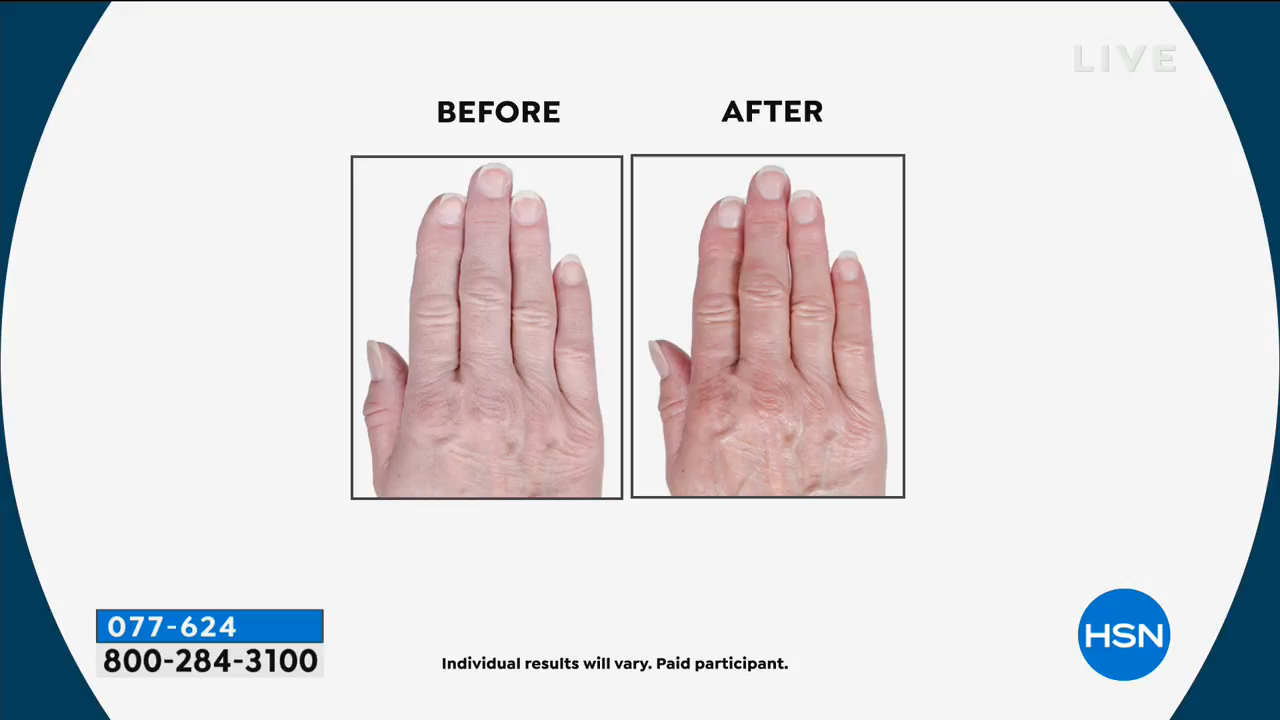 LIVE
BEFORE
AFTER
077-624
800-284-3100
Individual results will vary. Paid participant.
HSN